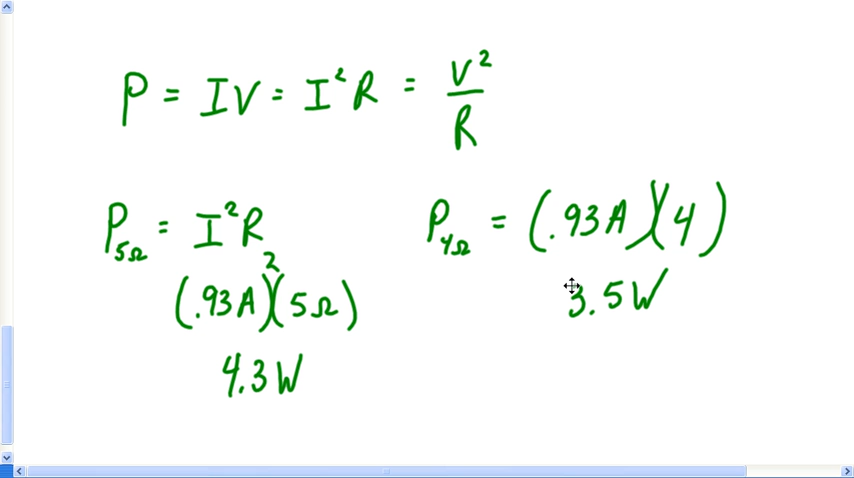 P = IV = I²R = V²/R
P5Ω = I²R
(.93A)²(5Ω)
4.3W
P4Ω = (.93A)(4)
3.5W